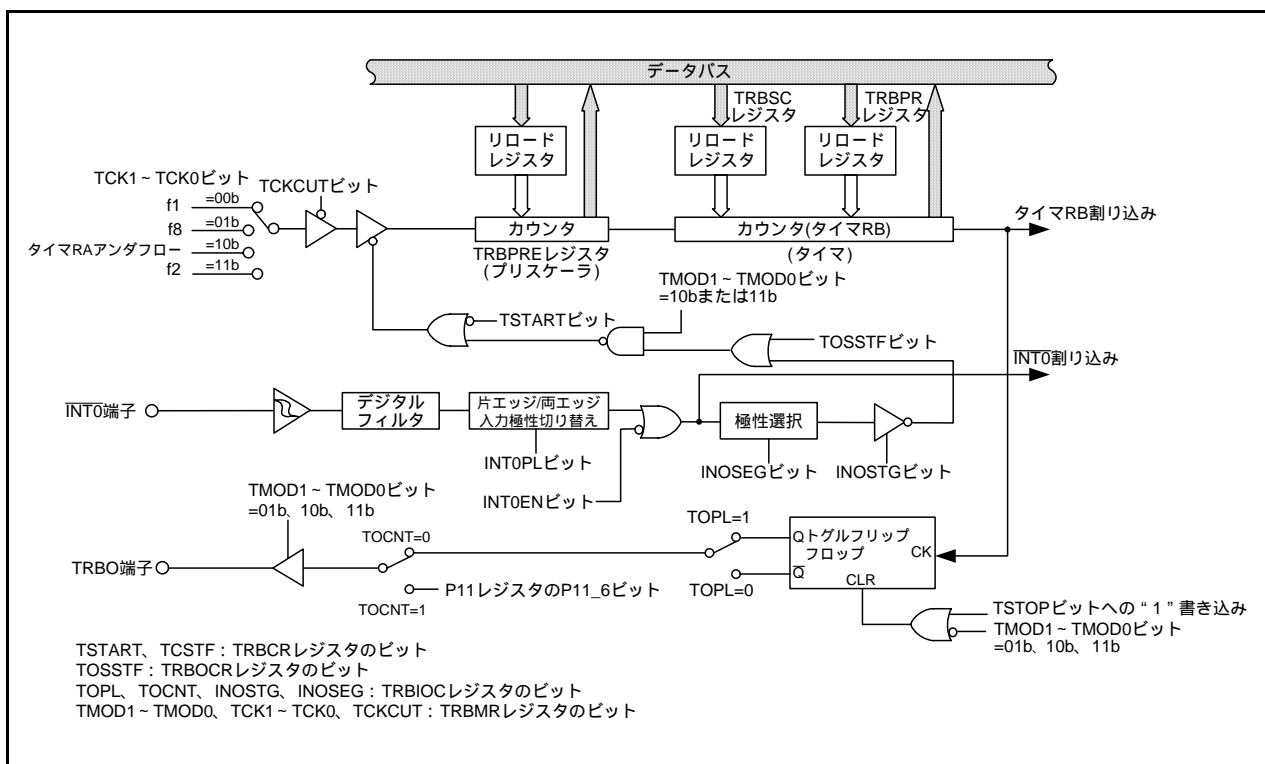 データバス
TRBSC
レジスタ
TRBPR
レジスタ
リロード
レジスタ
リロード
レジスタ
リロード
レジスタ
TCK1~TCK0ビット
TCKCUTビット
f1
=00b
f8
=01b
タイマRAアンダフロー
=10b
f2
=11b
カウンタ
TRBPREレジスタ
(プリスケーラ)
カウンタ(タイマRB)
(タイマ)
タイマRB割り込み
TMOD1~TMOD0ビット
=10bまたは11b
TSTARTビット
TOSSTFビット
INT0割り込み
INT0端子
デジタル
フィルタ
片エッジ/両エッジ
入力極性切り替え
極性選択
INT0PLビット
INOSEGビット
INOSTGビット
INT0ENビット
TMOD1~TMOD0ビット
=01b、10b、11b
TOCNT=0
TOPL=1
Qトグルフリップ
フロップ
CK
TRBO端子
P11レジスタのP11_6ビット
TOCNT=1
TOPL=0
Q
CLR
TSTOPビットへの“1”書き込み
TMOD1~TMOD0ビット
=01b、10b、11b
TSTART、TCSTF:TRBCRレジスタのビット
TOSSTF:TRBOCRレジスタのビット
TOPL、TOCNT、INOSTG、INOSEG:TRBIOCレジスタのビット
TMOD1~TMOD0、TCK1~TCK0、TCKCUT:TRBMRレジスタのビット